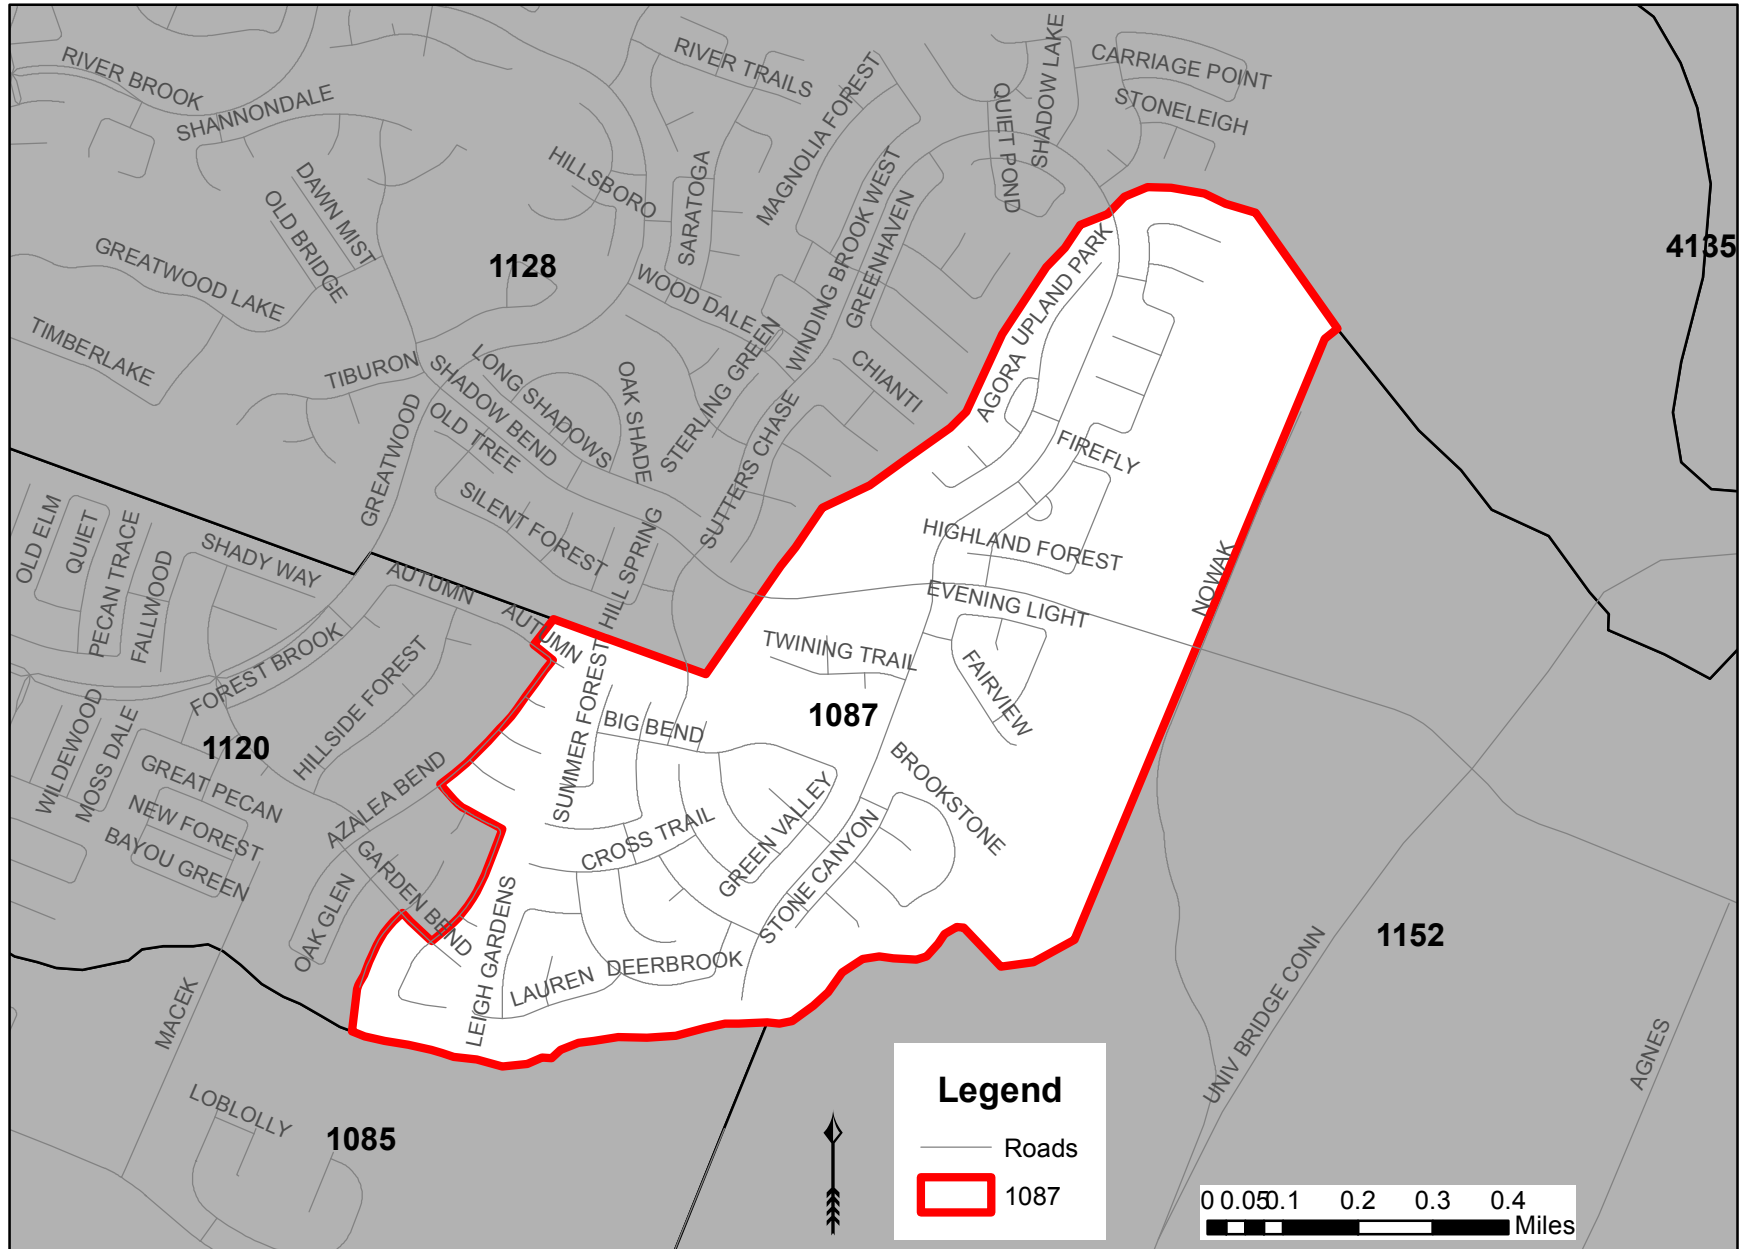 RIVER BROOK
SHANNONDALE
RIVER TRAILS
MAGNOLIA FOREST
QUIET POND
SHADOW LAKE
CARRIAGE POINT
STONELEIGH
HILLSBORO
SARATOGA
DAWN MIST
OLD BRIDGE
GREATWOOD LAKE
TIMBERLAKE
1128
WOOD DALE
WINDING BROOK WEST
GREENHAVEN
4135
AGORA UPLAND PARK
TIBURON
LONG SHADOWS
SHADOW BEND
OLD TREE
OAK SHADE
STERLING GREEN
CHIANTI
SUTTERS CHASE
GREATWOOD
SILENT FOREST
HILL SPRING
FIREFLY
HIGHLAND FOREST
EVENING LIGHT
NOWAK
OLD ELM
QUIET
PECAN TRACE
FALLWOOD
SHADY WAY
AUTUMN
AUTUMN
FOREST BROOK
HILLSIDE FOREST
SUMMER FOREST
TWINING TRAIL
FAIRVIEW
1087
BIG BEND
WILDEWOOD
MOSS DALE
1120
GREAT PECAN
NEW FOREST
BAYOU GREEN
AZALEA BEND
GARDEN BEND
OAK GLEN
CROSS TRAIL
GREEN VALLEY
STONE CANYON
BROOKSTONE
LEIGH GARDENS
LAUREN
DEERBROOK
1152
UNIV BRIDGE CONN
AGNES
MACEK
LOBLOLLY
1085
Legend
Roads
1087
0 0.05 0.1 0.2 0.3 0.4
Miles